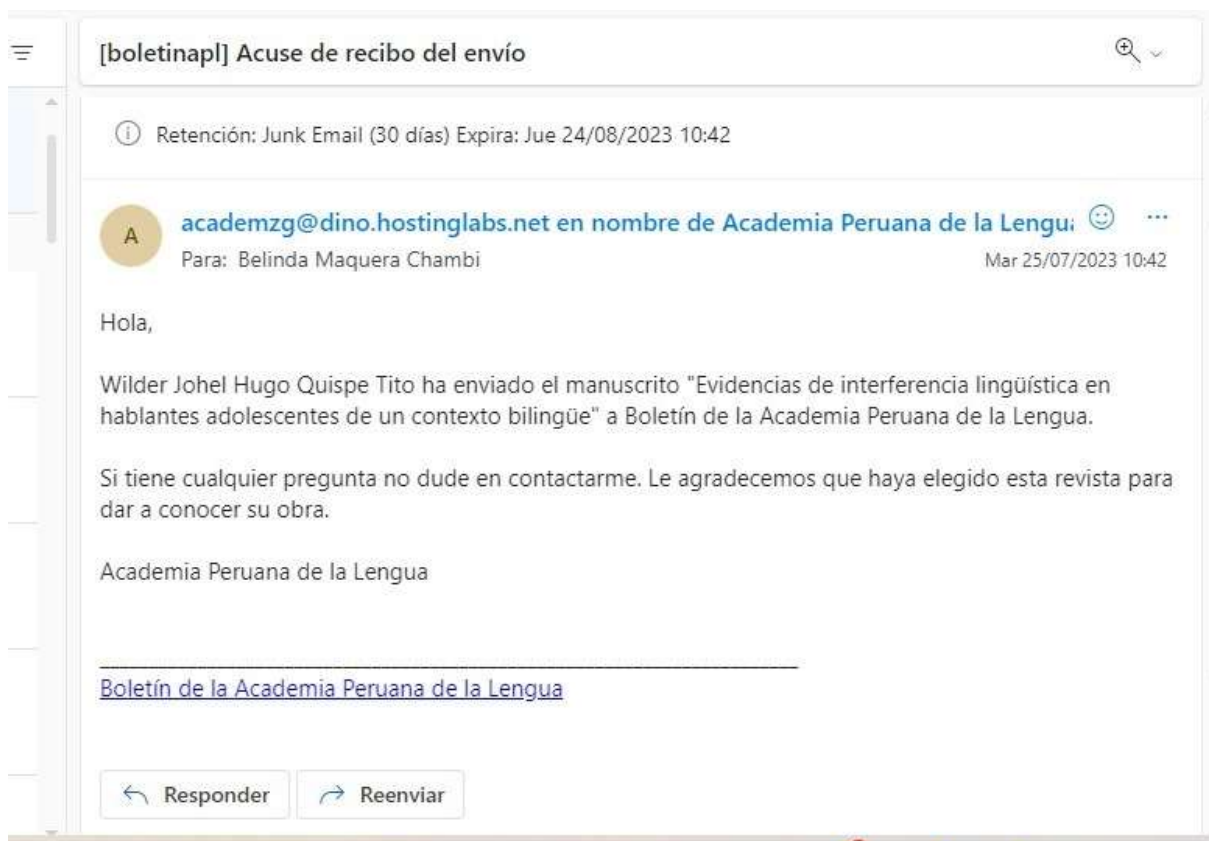 [boletinapl] Acuse de recibo del envío
Retención: Junk Email (30 días) Expira: Jue 24/08/2023 10:42
A
academzg@dino.hostinglabs.net en nombre de Academia Peruana de la Lengu
Para: Belinda Maquera Chambi
Mar 25/07/2023 10:42
Hola,
Wilder Johel Hugo Quispe Tito ha enviado el manuscrito "Evidencias de interferencia lingüística en
hablantes adolescentes de un contexto bilingüe" a Boletín de la Academia Peruana de la Lengua.
Si tiene cualquier pregunta no dude en contactarme. Le agradecemos que haya elegido esta revista para
dar a conocer su obra.
Academia Peruana de la Lengua
Boletín de la Academia Peruana de la Lengua
Responder
Reenviar